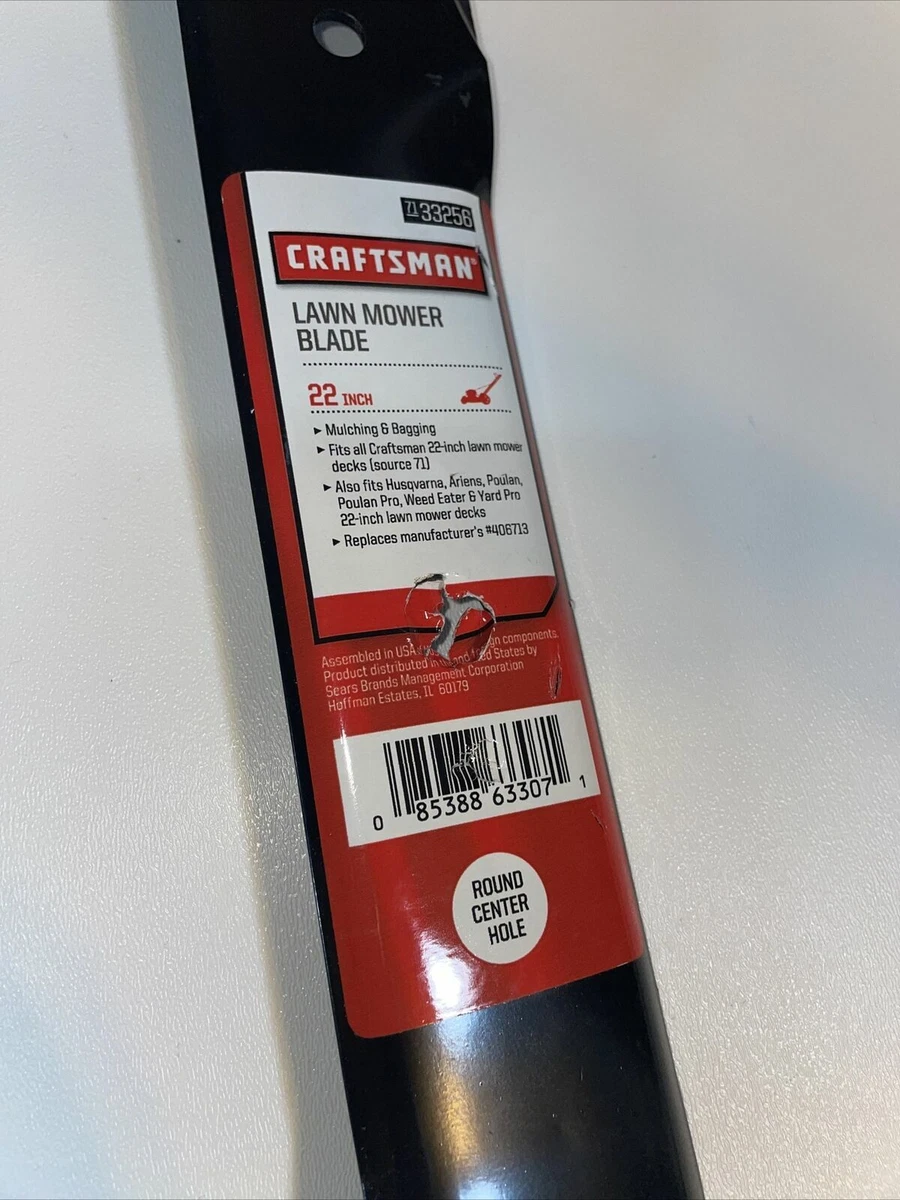 71 33256
CRAFTSMAN®
LAWN MOWER
BLADE
22 INCH
▸ Mulching & Bagging
▸ Fits all Craftsman 22-inch lawn mower
decks (source 71)
▸ Also fits Husqvarna, Ariens, Poulan,
Poulan Pro, Weed Eater & Yard Pro
22-inch lawn mower decks
▸ Replaces manufacturer's #406713
Assembled in USA components.
Product distributed in States by
Sears Brands Management Corporation
Hoffman Estates, IL 60179
0 85388 63307 1
ROUND
CENTER
HOLE